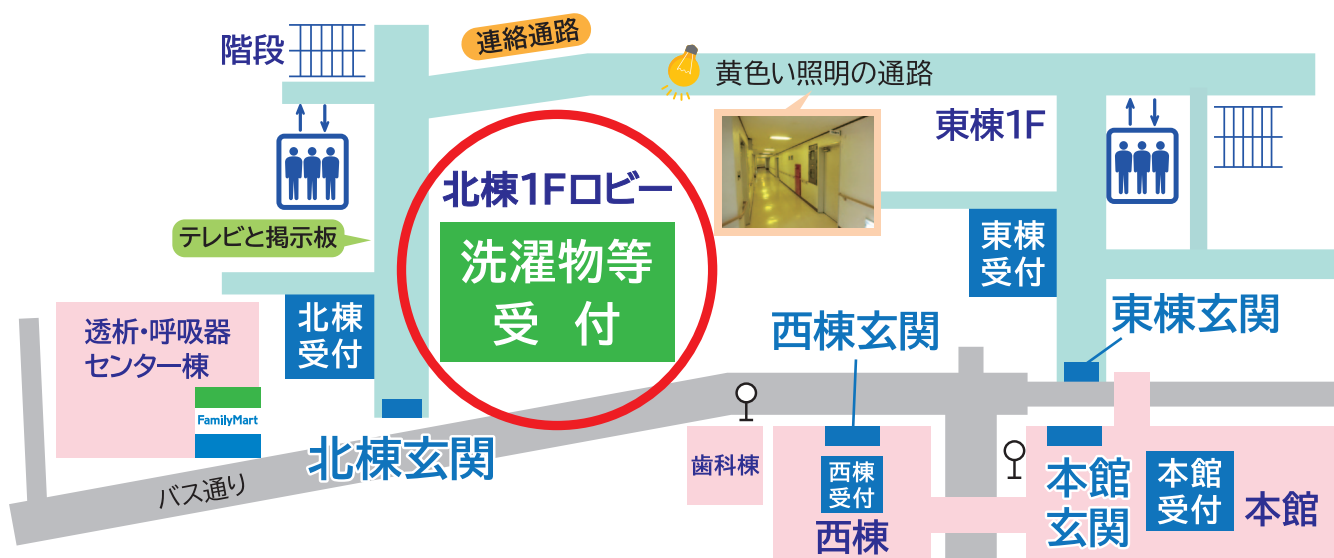 階段
連絡通路
黄色い照明の通路
東棟1F
北棟1Fロビー
洗濯物等
受付
テレビと掲示板
東棟
受付
北棟
受付
透析・呼吸器
センター棟
FamilyMart
西棟玄関
東棟玄関
北棟玄関
バス通り
歯科棟
西棟
受付
西棟
本館
玄関
本館
受付
本館